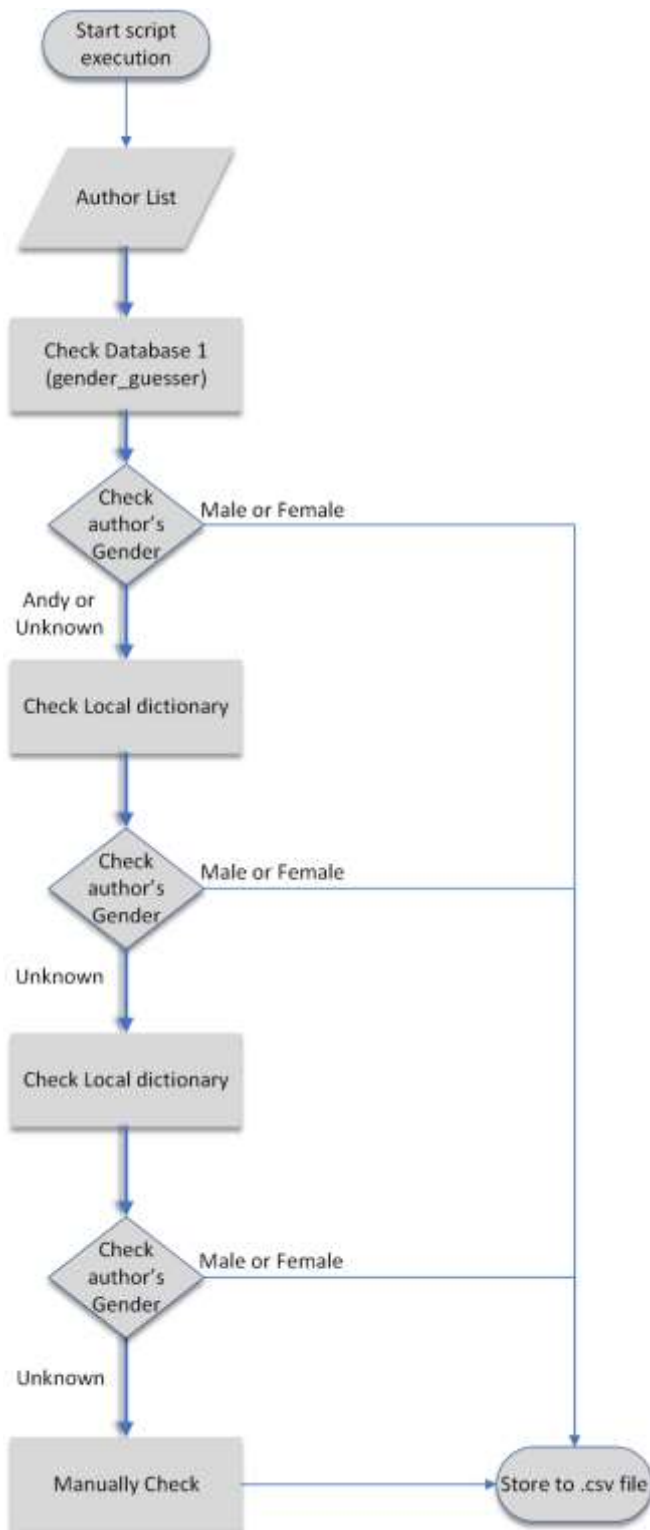 Start script
execution
Author List
Check Database 1
(gender_guesser)
Check
author's
Gender
Male or Female
Andy or
Unknown
Check Local dictionary
Check
author's
Gender
Male or Female
Unknown
Check Local dictionary
Check
author's
Gender
Male or Female
Unknown
Manually Check
Store to .csv file